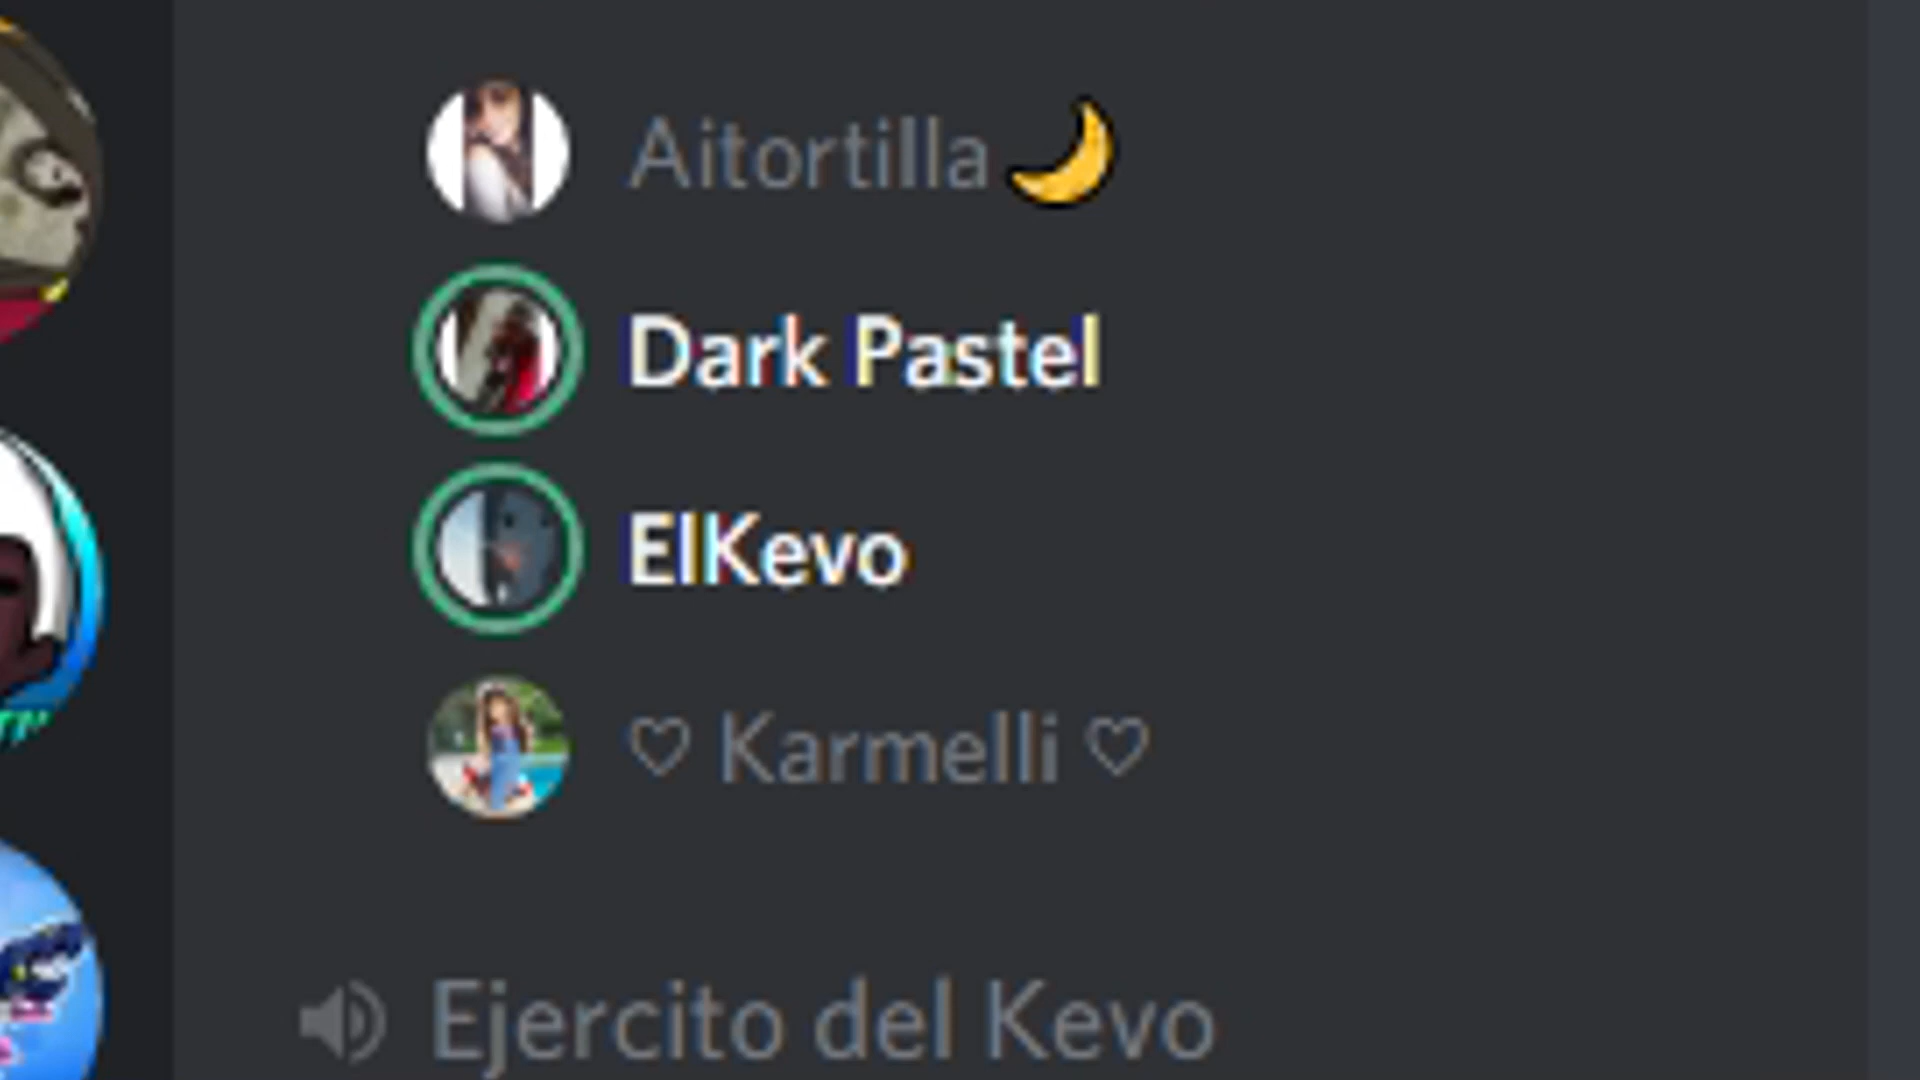 Aitortilla🌙
Dark Pastel
ElKevo
♡ Karmelli ♡
Ejercito del Kevo